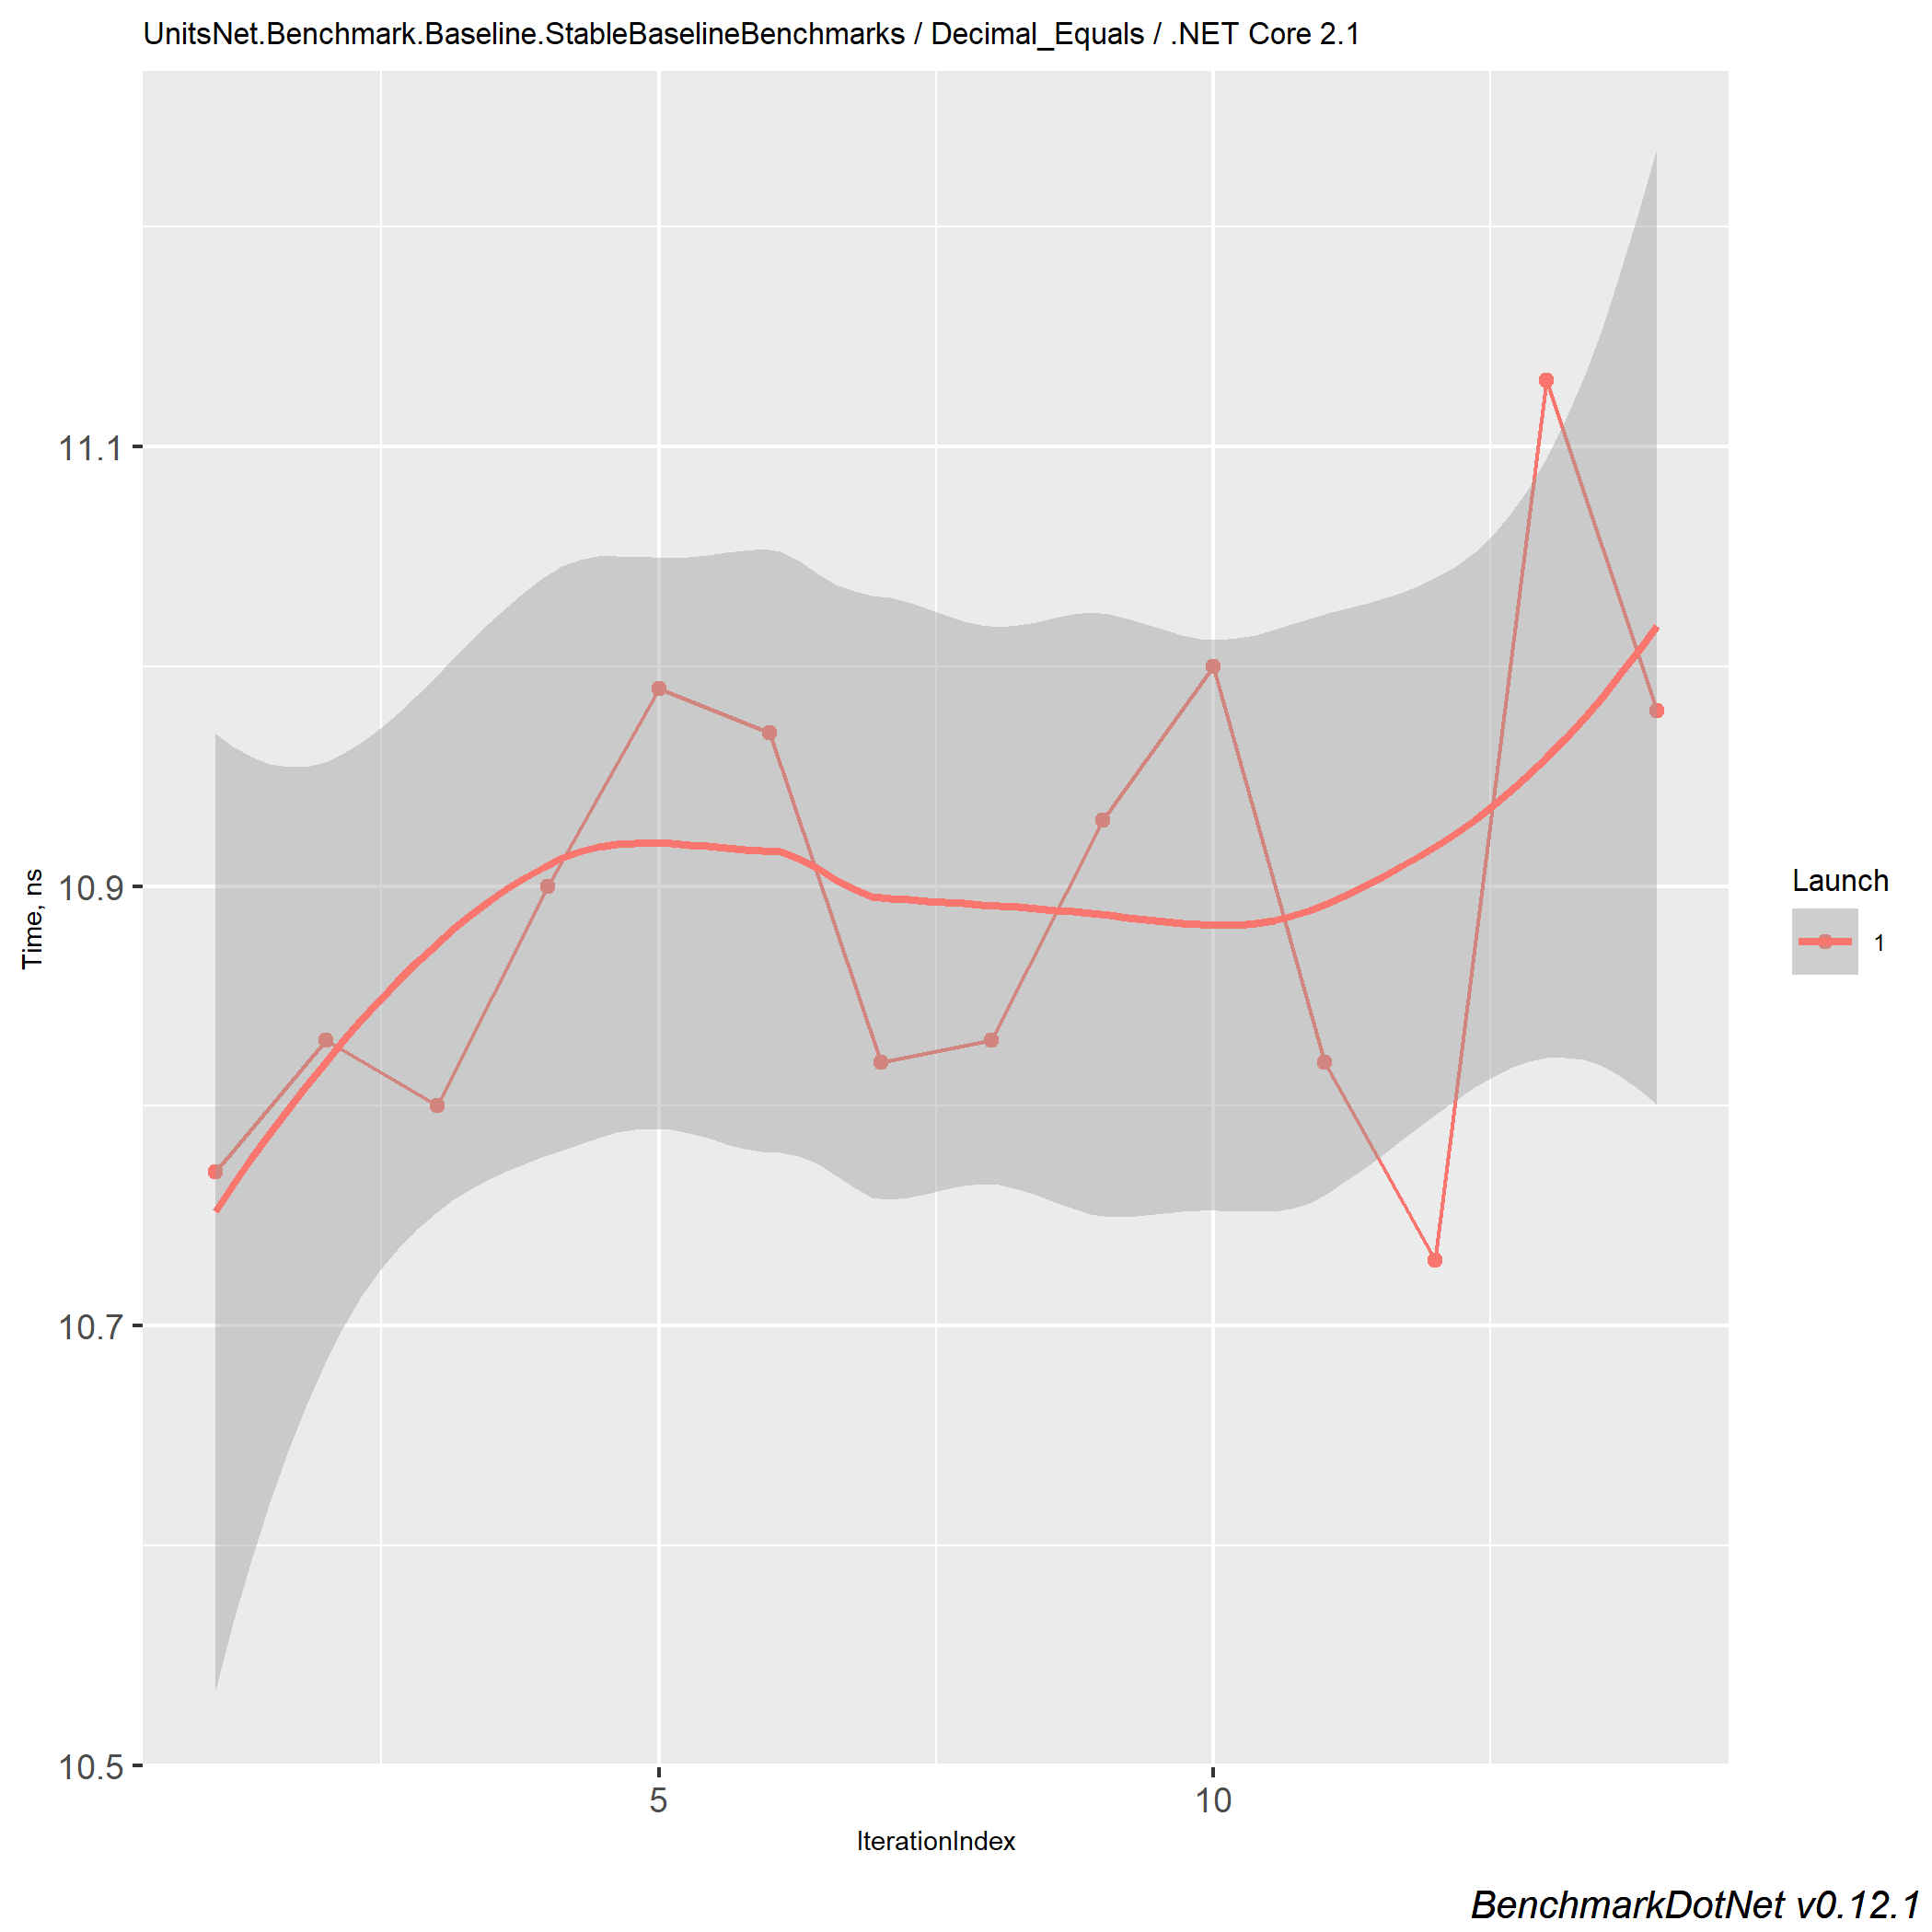 UnitsNet.Benchmark.Baseline.StableBaselineBenchmarks / Decimal_Equals / .NET Core 2.1
11.1
10.9
10.7
10.5
Time, ns
5
10
IterationIndex
Launch
1
BenchmarkDotNet v0.12.1